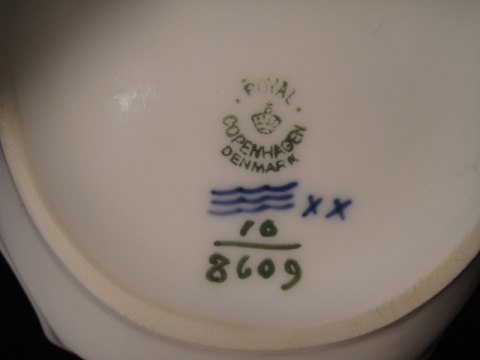 ROYAL
COPENHAGEN
DENMARK
XX
10
8609